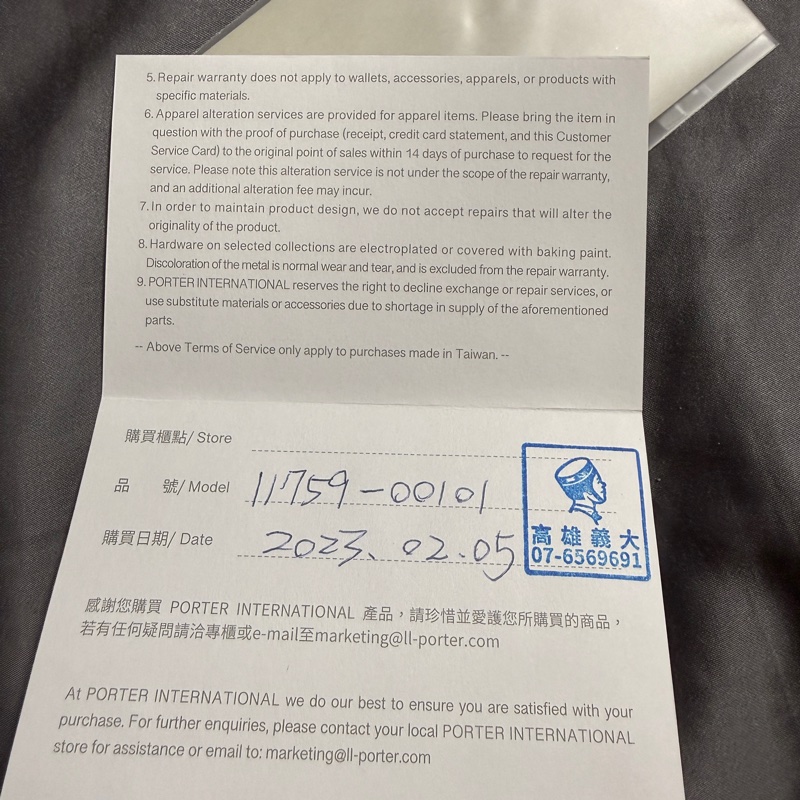 5. Repair warranty does not apply to wallets, accessories, apparels, or products with
specific materials.
6. Apparel alteration services are provided for apparel items. Please bring the item in
question with the proof of purchase (receipt, credit card statement, and this Customer
Service Card) to the original point of sales within 14 days of purchase to request for the
service. Please note this alteration service is not under the scope of the repair warranty,
and an additional alteration fee may incur.
7. In order to maintain product design, we do not accept repairs that will alter the
originality of the product.
8. Hardware on selected collections are electroplated or covered with baking paint.
Discoloration of the metal is normal wear and tear, and is excluded from the repair warranty.
9. PORTER INTERNATIONAL reserves the right to decline exchange or repair services, or
use substitute materials or accessories due to shortage in supply of the aforementioned
parts.
-- Above Terms of Service only apply to purchases made in Taiwan. --
購買櫃點/ Store
品 號/ Model 11759-00101
購買日期/ Date 2023. 02.05
高雄義大
07-6569691
感謝您購買 PORTER INTERNATIONAL 產品，請珍惜並愛護您所購買的商品，
若有任何疑問請洽專櫃或e-mail至marketing@ll-porter.com
At PORTER INTERNATIONAL we do our best to ensure you are satisfied with your
purchase. For further enquiries, please contact your local PORTER INTERNATIONAL
store for assistance or email to: marketing@ll-porter.com